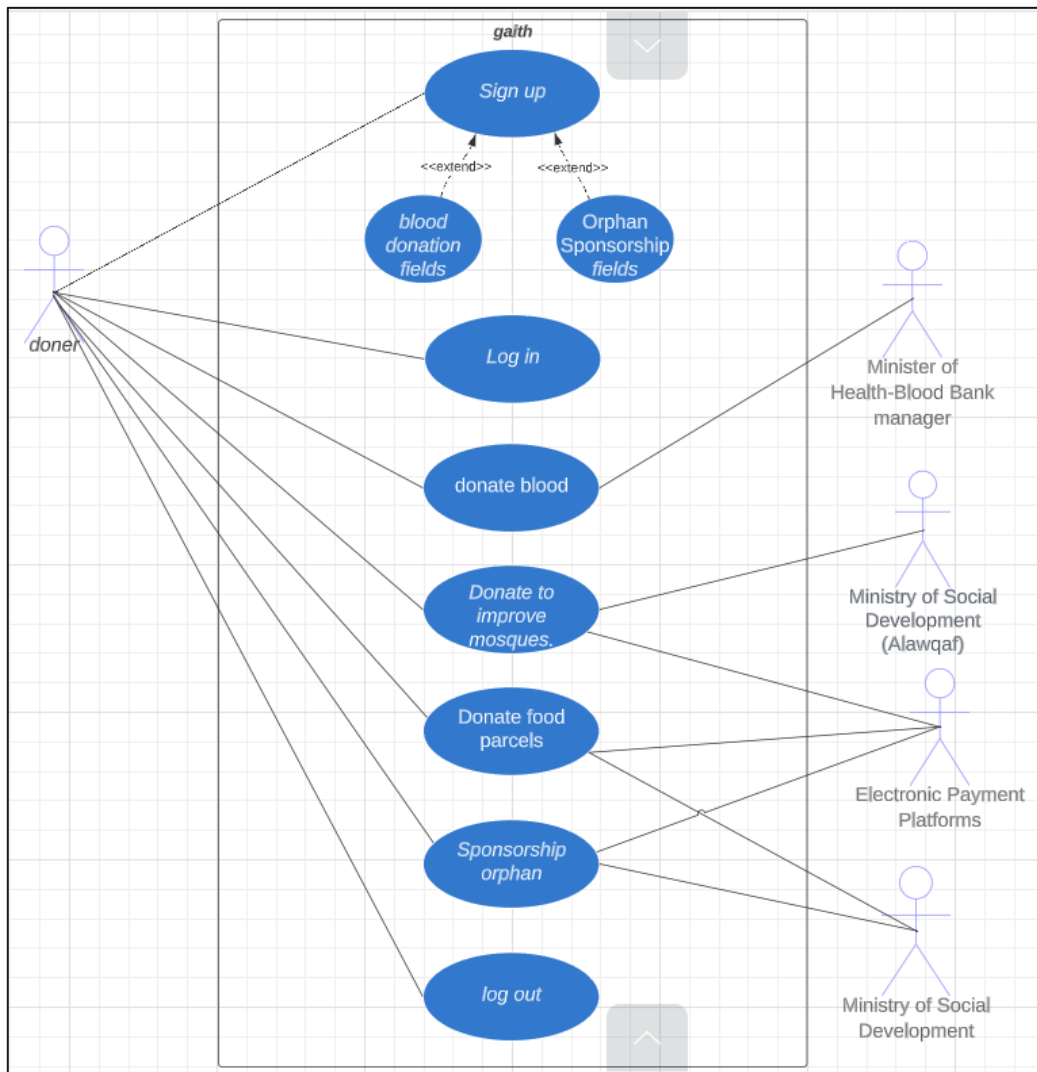 gaith
Sign up
<<extend>>
<<extend>>
blood
donation
fields
Orphan
Sponsorship
fields
doner
Log in
Minister of
Health-Blood Bank
manager
donate blood
Donate to
improve
mosques.
Ministry of Social
Development
(Alawqaf)
Donate food
parcels
Electronic Payment
Platforms
Sponsorship
orphan
log out
Ministry of Social
Development